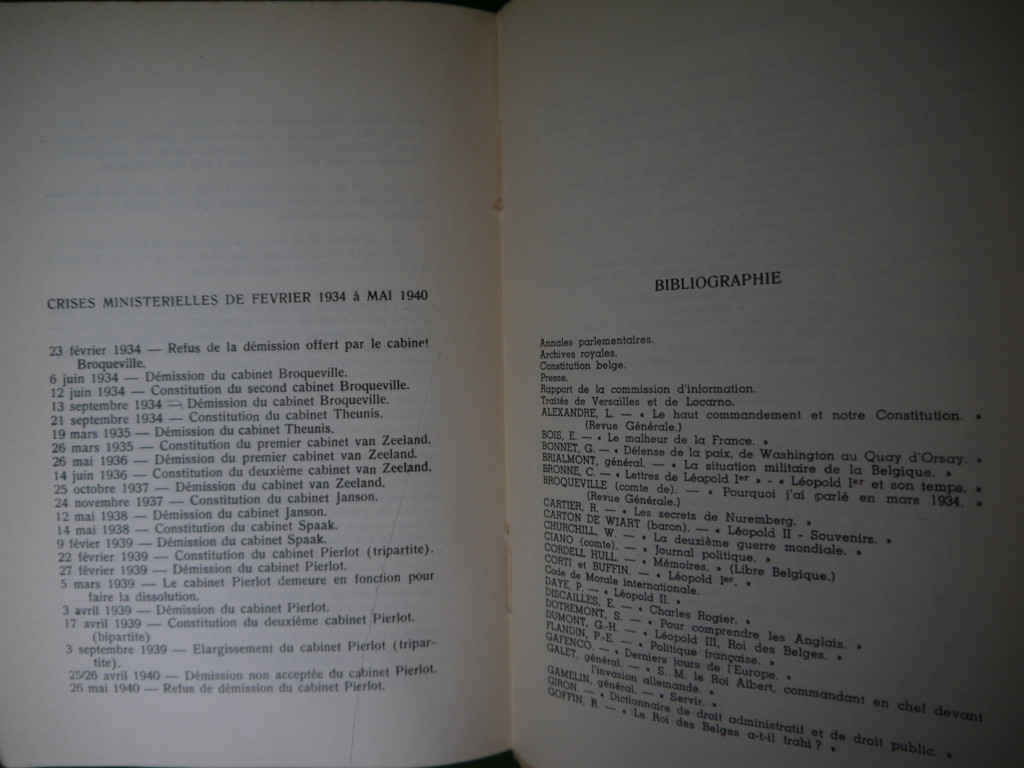 CRISES MINISTERIELLES DE FEVRIER 1934 à MAI 1940
23 février 1934 — Refus de la démission offert par le cabinet
Broqueville.
6 juin 1934 — Démission du cabinet Broqueville.
12 juin 1934 — Constitution du second cabinet Broqueville.
13 septembre 1934 — Démission du cabinet Broqueville.
21 septembre 1934 — Constitution du cabinet Theunis.
19 mars 1935 — Démission du cabinet Theunis.
26 mars 1935 — Constitution du premier cabinet van Zeeland.
26 mai 1936 — Démission du premier cabinet van Zeeland.
14 juin 1936 — Constitution du deuxième cabinet van Zeeland.
25 octobre 1937 — Démission du cabinet van Zeeland.
24 novembre 1937 — Constitution du cabinet Janson.
12 mai 1938 — Démission du cabinet Janson.
14 mai 1938 — Constitution du cabinet Spaak.
9 févier 1939 — Démission du cabinet Spaak.
22 février 1939 — Constitution du cabinet Pierlot (tripartite).
27 février 1939 — Démission du cabinet Pierlot.
5 mars 1939 — Le cabinet Pierlot demeure en fonction pour
faire la dissolution.
3 avril 1939 — Démission du cabinet Pierlot.
17 avril 1939 — Constitution du deuxième cabinet Pierlot.
(bipartite)
3 septembre 1939 — Elargissement du cabinet Pierlot (tripar-
tite).
25/26 avril 1940 — Démission non acceptée du cabinet Pierlot.
26 mai 1940 — Refus de démission du cabinet Pierlot.
BIBLIOGRAPHIE
Annales parlementaires.
Archives royales.
Constitution belge.
Presse.
Rapport de la commission d'information.
Traités de Versailles et de Locarno.
ALEXANDRE, L. — « Le haut commandement et notre Constitution. »
(Revue Générale.)
BOIS, E. — « Le malheur de la France. »
BONNET, G. — « Défense de la paix, de Washington au Quay d'Orsay. »
BRIALMONT, général. — « La situation militaire de la Belgique. »
BRONNE, C. — « Lettres de Léopold Ier » - « Léopold Ier et son temps. »
BROQUEVILLE (comte de). — « Pourquoi j'ai parlé en mars 1934. »
(Revue Générale.)
CARTIER, R. — « Les secrets de Nuremberg. »
CARTON DE WIART (baron). — « Léopold II - Souvenirs. »
CHURCHILL, W. — « La deuxième guerre mondiale. »
CIANO (comte). — « Journal politique. »
CORDELL HULL. — « Mémoires. » (Libre Belgique.)
CORTI et BUFFIN. — « Léopold Ier. »
Code de Morale internationale.
DAYE, P. — « Léopold II. »
DISCAILLES, E. — « Charles Rogier. »
DOTREMONT, S. — « Pour comprendre les Anglais. »
DUMONT, G.-H. — « Léopold III, Roi des Belges. »
FLANDIN, P.-E. — « Politique française. »
GAFENCO. — « Derniers jours de l'Europe. »
GALET, général. — « S. M. le Roi Albert, commandant en chef devant
l'invasion allemande. »
GAMELIN, général. — « Servir. »
GIRON. — « Dictionnaire de droit administratif et de droit public. »
GOFFIN, R. — « Le Roi des Belges a-t-il trahi ? »